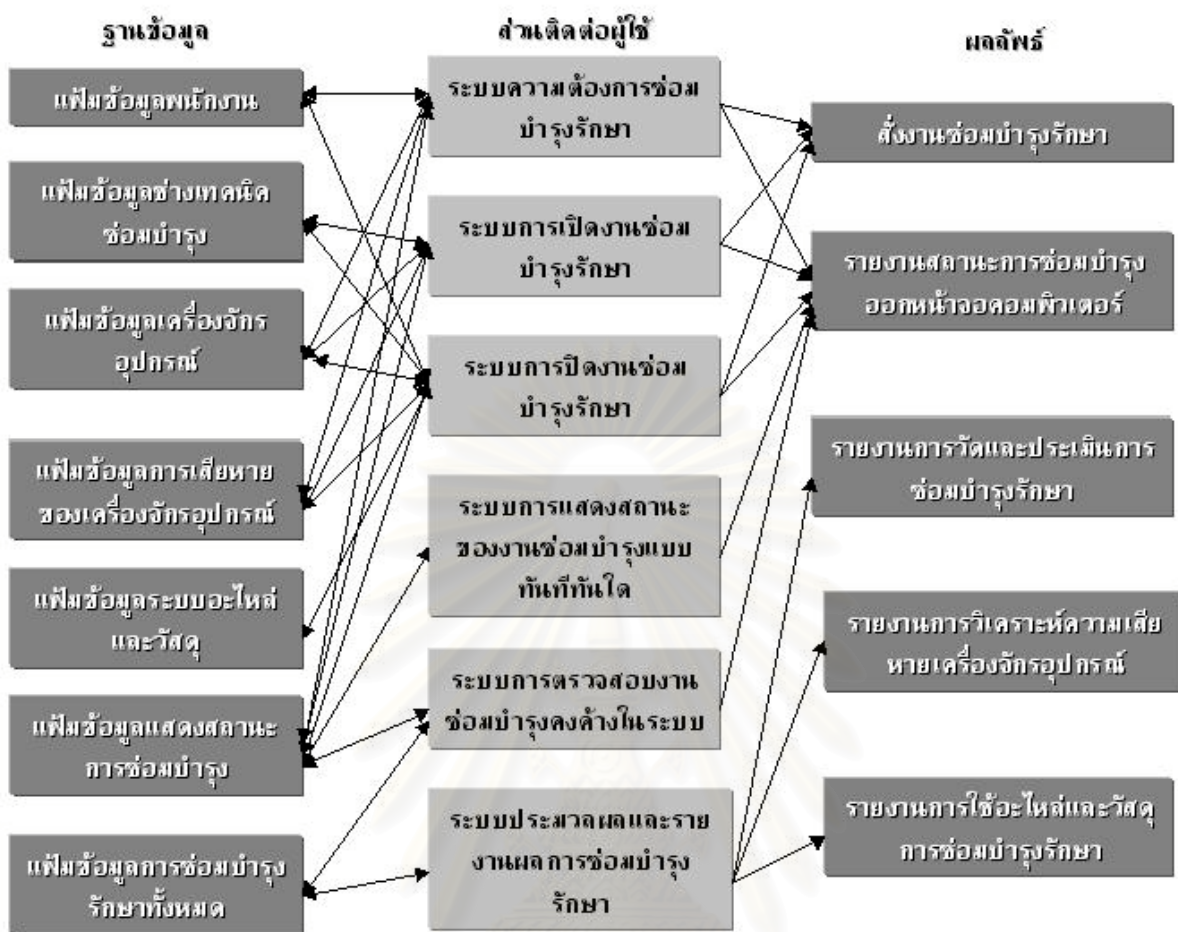 ฐานข้อมูล
แฟ้มข้อมูลพนักงาน
แฟ้มข้อมูลช่างเทคนิค
ซ่อมบำรุง
แฟ้มข้อมูลเครื่องจักร
อุปกรณ์
แฟ้มข้อมูลการเสียหาย
ของเครื่องจักรอุปกรณ์
แฟ้มข้อมูลระบบอะไหล่
และวัสดุ
แฟ้มข้อมูลแสดงสถานะ
การซ่อมบำรุง
แฟ้มข้อมูลการซ่อมบำรุง
รักษาทั้งหมด
ส่วนติดต่อผู้ใช้
ระบบความต้องการซ่อม
บำรุงรักษา
ระบบการเปิดงานซ่อม
บำรุงรักษา
ระบบการปิดงานซ่อม
บำรุงรักษา
ระบบการแสดงสถานะ
ของงานซ่อมบำรุงแบบ
ทันทีทันใด
ระบบการตรวจสอบงาน
ซ่อมบำรุงคงค้างในระบบ
ระบบประมวลผลและราย
งานผลการซ่อมบำรุง
รักษา
ผลลัพธ์
สั่งงานซ่อมบำรุงรักษา
รายงานสถานะการซ่อมบำรุง
ออกหน้าจอคอมพิวเตอร์
รายงานการวัดและประเมินการ
ซ่อมบำรุงรักษา
รายงานการวิเคราะห์ความเสีย
หายเครื่องจักรอุปกรณ์
รายงานการใช้อะไหล่และวัสดุ
การซ่อมบำรุงรักษา